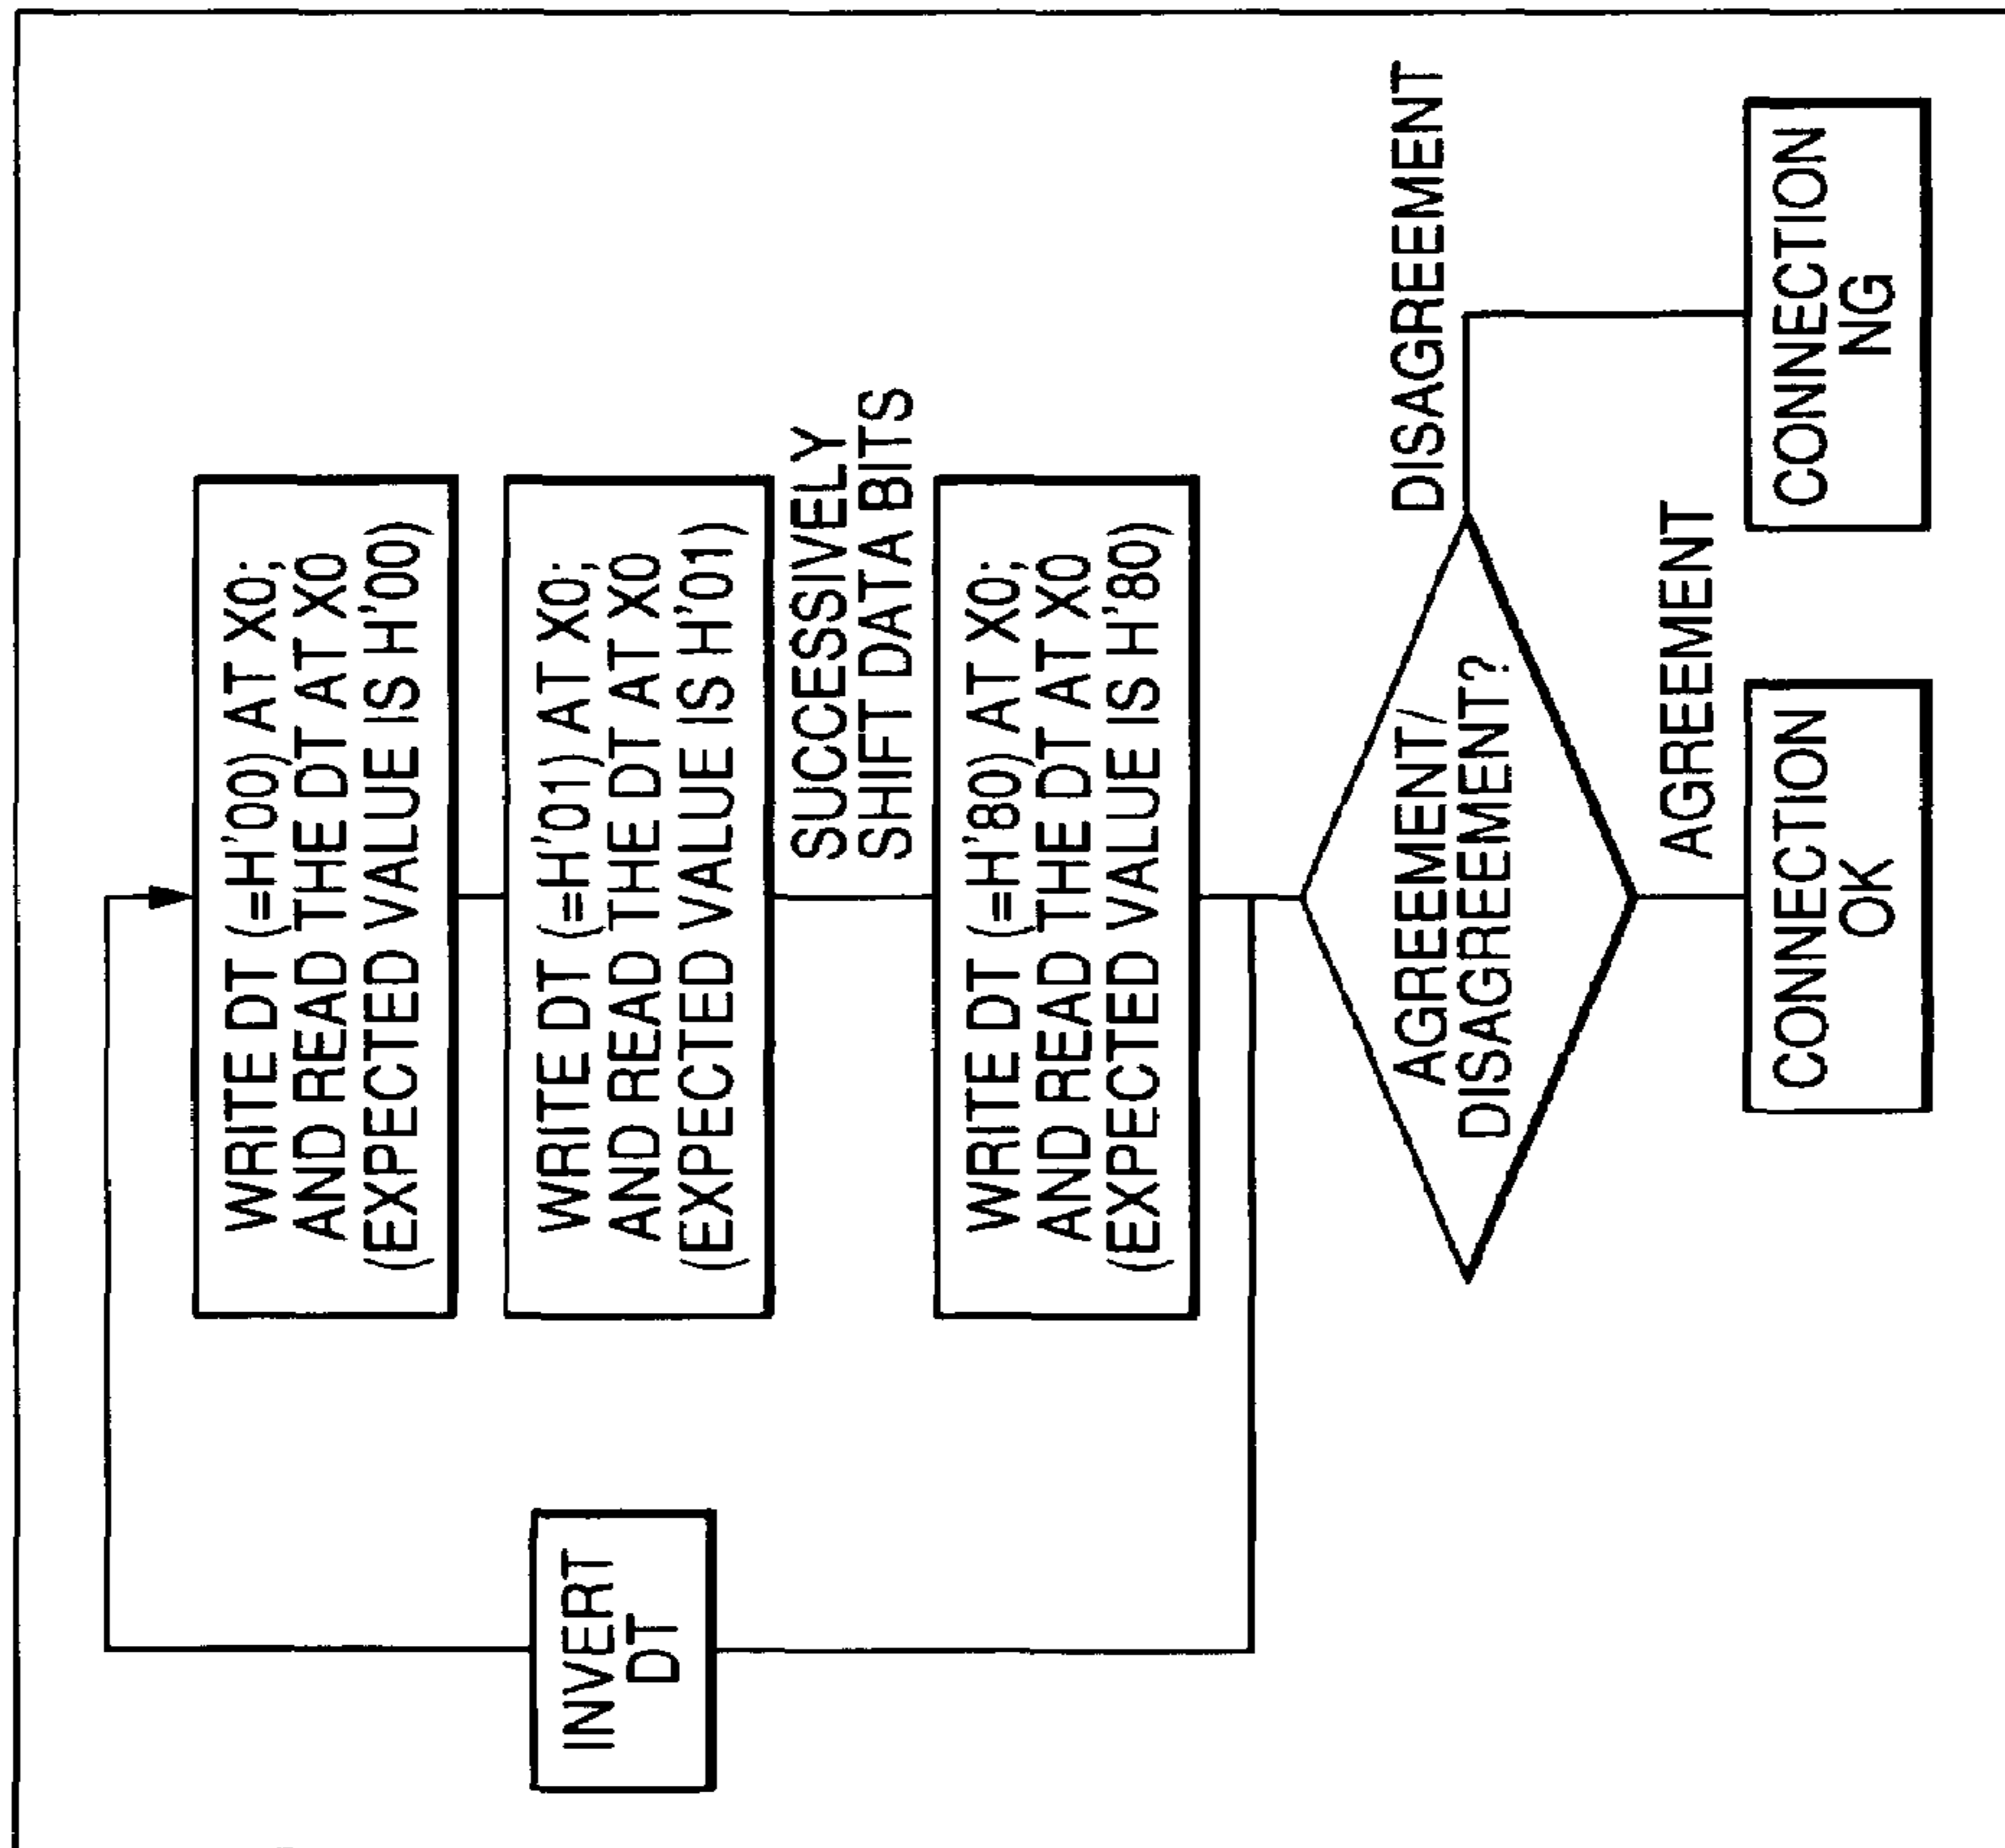 WRITE DT (=H'00) AT X0;
AND READ THE DT AT X0
(EXPECTED VALUE IS H'00)
WRITE DT (=H'01) AT X0;
AND READ THE DT AT X0
(EXPECTED VALUE IS H'01)
SUCCESSIVELY
SHIFT DATA BITS
INVERT
DT
WRITE DT (=H'80) AT X0;
AND READ THE DT AT X0
(EXPECTED VALUE IS H'80)
AGREEMENT/
DISAGREEMENT?
DISAGREEMENT
AGREEMENT
CONNECTION
OK
CONNECTION
NG